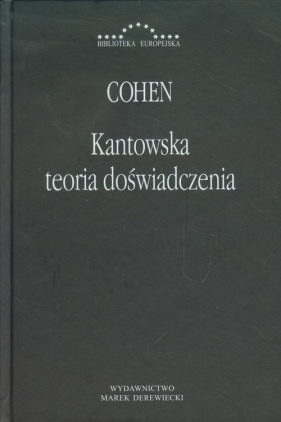 BIBLIOTEKA EUROPEJSKA
COHEN
Kantowska
teoria doświadczenia
WYDAWNICTWO
MAREK DEREWIECKI